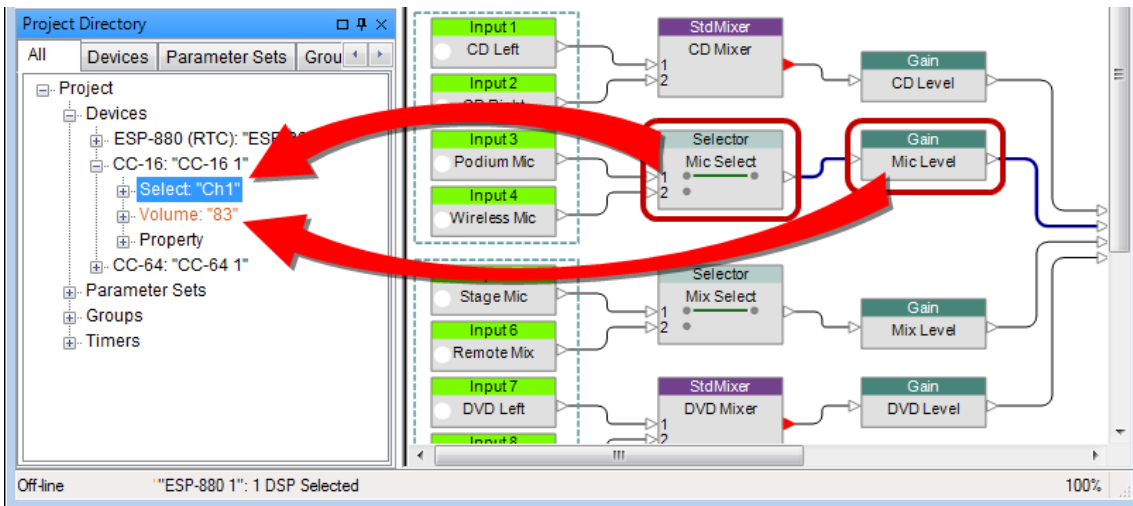 Project Directory
All
Devices
Parameter Sets
Grou
Project
Devices
ESP-880 (RTC): "ESP-
CC-16: "CC-16 1"
Select: "Ch1"
Volume: "83"
Property
CC-64: "CC-64 1"
Parameter Sets
Groups
Timers
Input 1
CD Left
Input 2
CD Right
Input 3
Podium Mic
Input 4
Wireless Mic
Stage Mic
Input 6
Remote Mix
Input 7
DVD Left
Input 8
StdMixer
CD Mixer
1
2
Selector
Mic Select
1
2
Selector
Mix Select
1
2
StdMixer
DVD Mixer
1
2
Gain
CD Level
Gain
Mic Level
Gain
Mix Level
Gain
DVD Level
Off-line
"ESP-880 1": 1 DSP Selected
100%